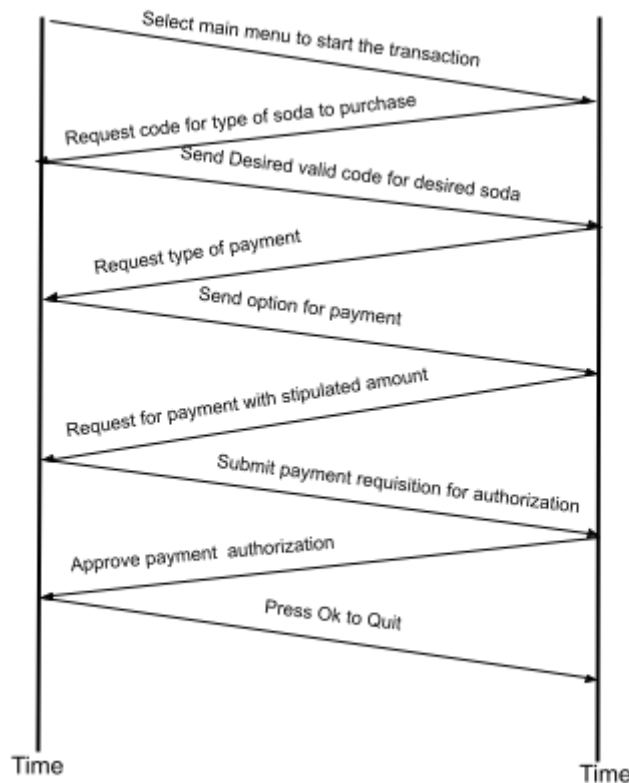 Select main menu to start the transaction
Request code for type of soda to purchase
Send Desired valid code for desired soda
Request type of payment
Send option for payment
Request for payment with stipulated amount
Submit payment requisition for authorization
Approve payment authorization
Press Ok to Quit
Time
Time